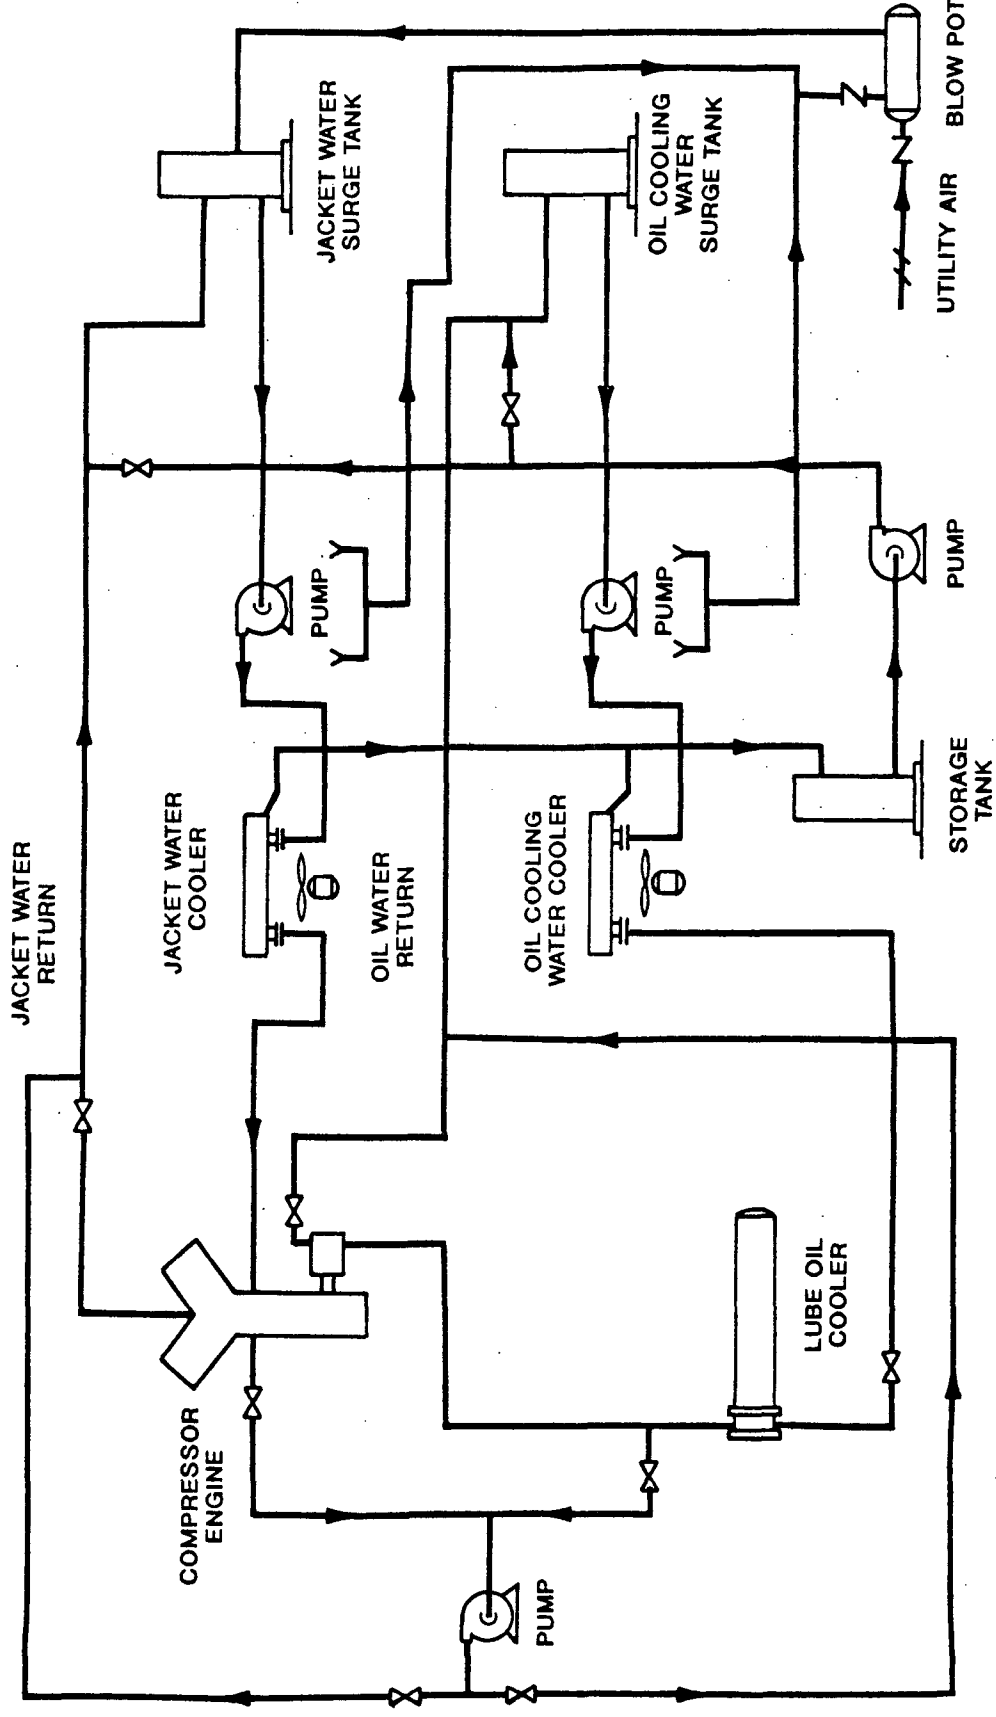 JACKET WATER
RETURN
COMPRESSOR
ENGINE
PUMP
JACKET WATER
COOLER
OIL WATER
RETURN
LUBE OIL
COOLER
PUMP
JACKET WATER
SURGE TANK
OIL COOLING
WATER COOLER
PUMP
OIL COOLING
WATER
SURGE TANK
STORAGE
TANK
PUMP
UTILITY AIR
BLOW POT